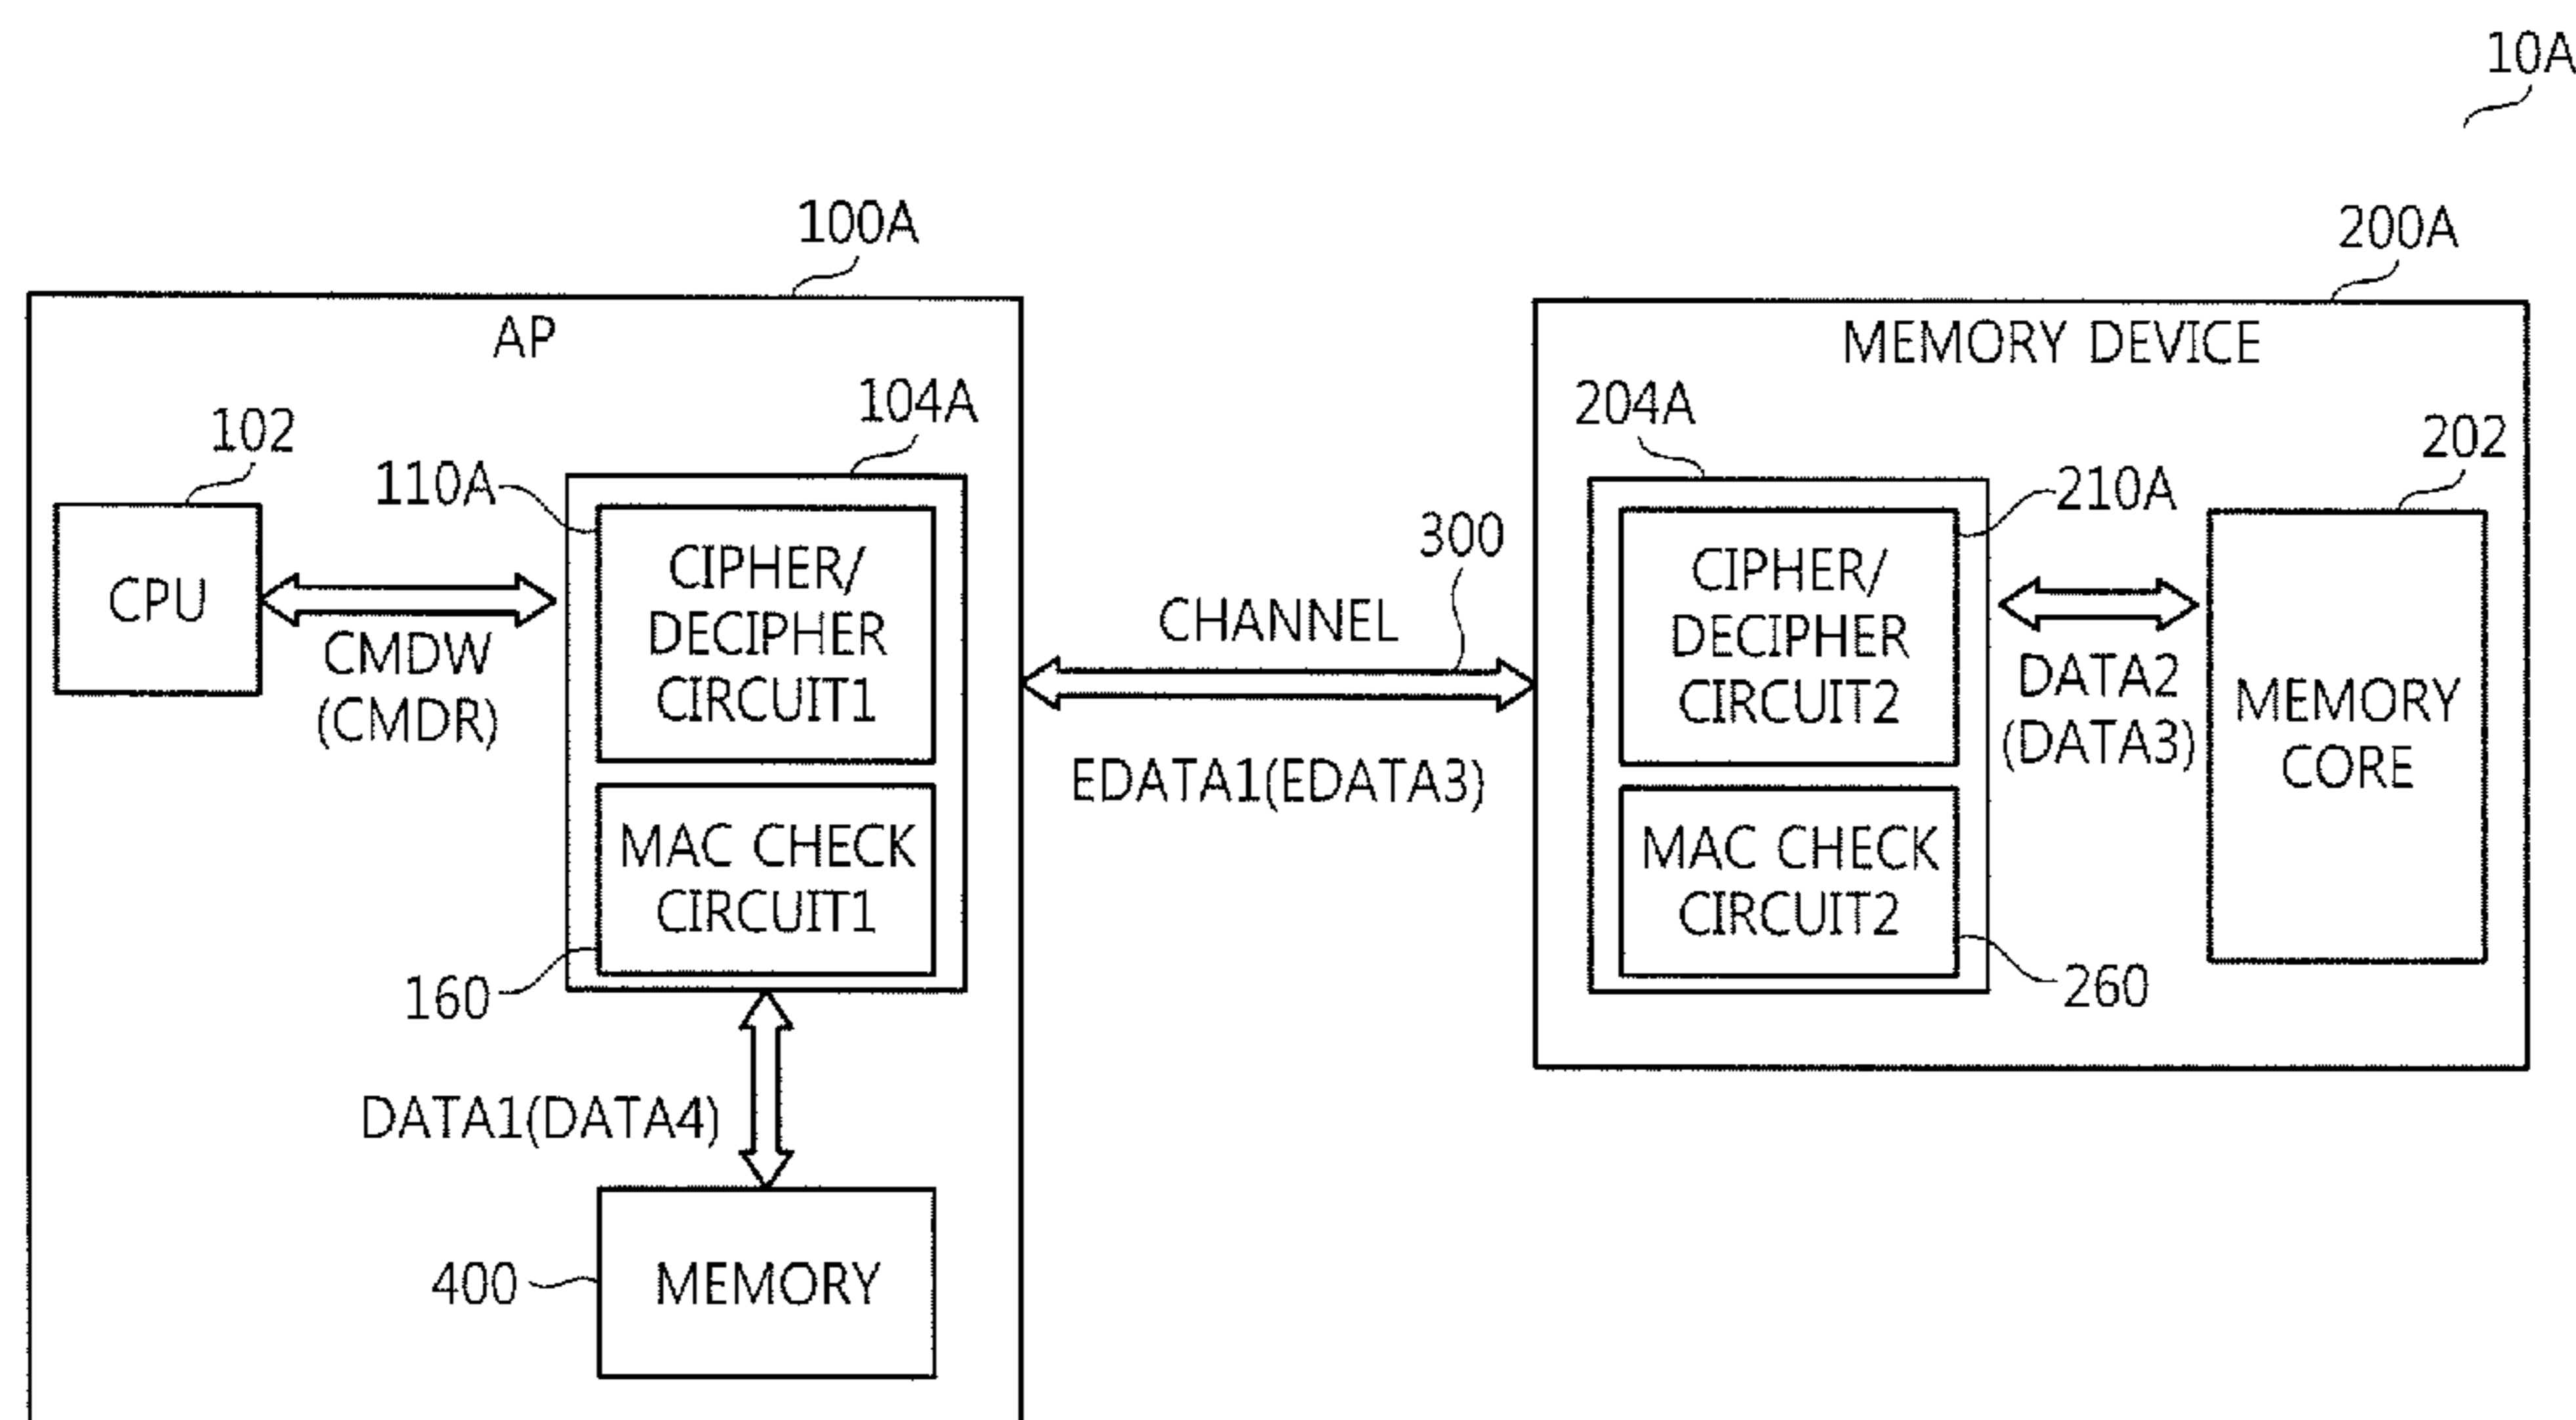 10A
100A
200A
AP
MEMORY DEVICE
102
104A
110A
CPU
CMDW
(CMDR)
CIPHER/
DECIPHER
CIRCUIT1
MAC CHECK
CIRCUIT1
160
DATA1(DATA4)
400
MEMORY
300
CHANNEL
EDATA1(EDATA3)
204A
210A
202
CIPHER/
DECIPHER
CIRCUIT2
MAC CHECK
CIRCUIT2
260
DATA2
(DATA3)
MEMORY
CORE